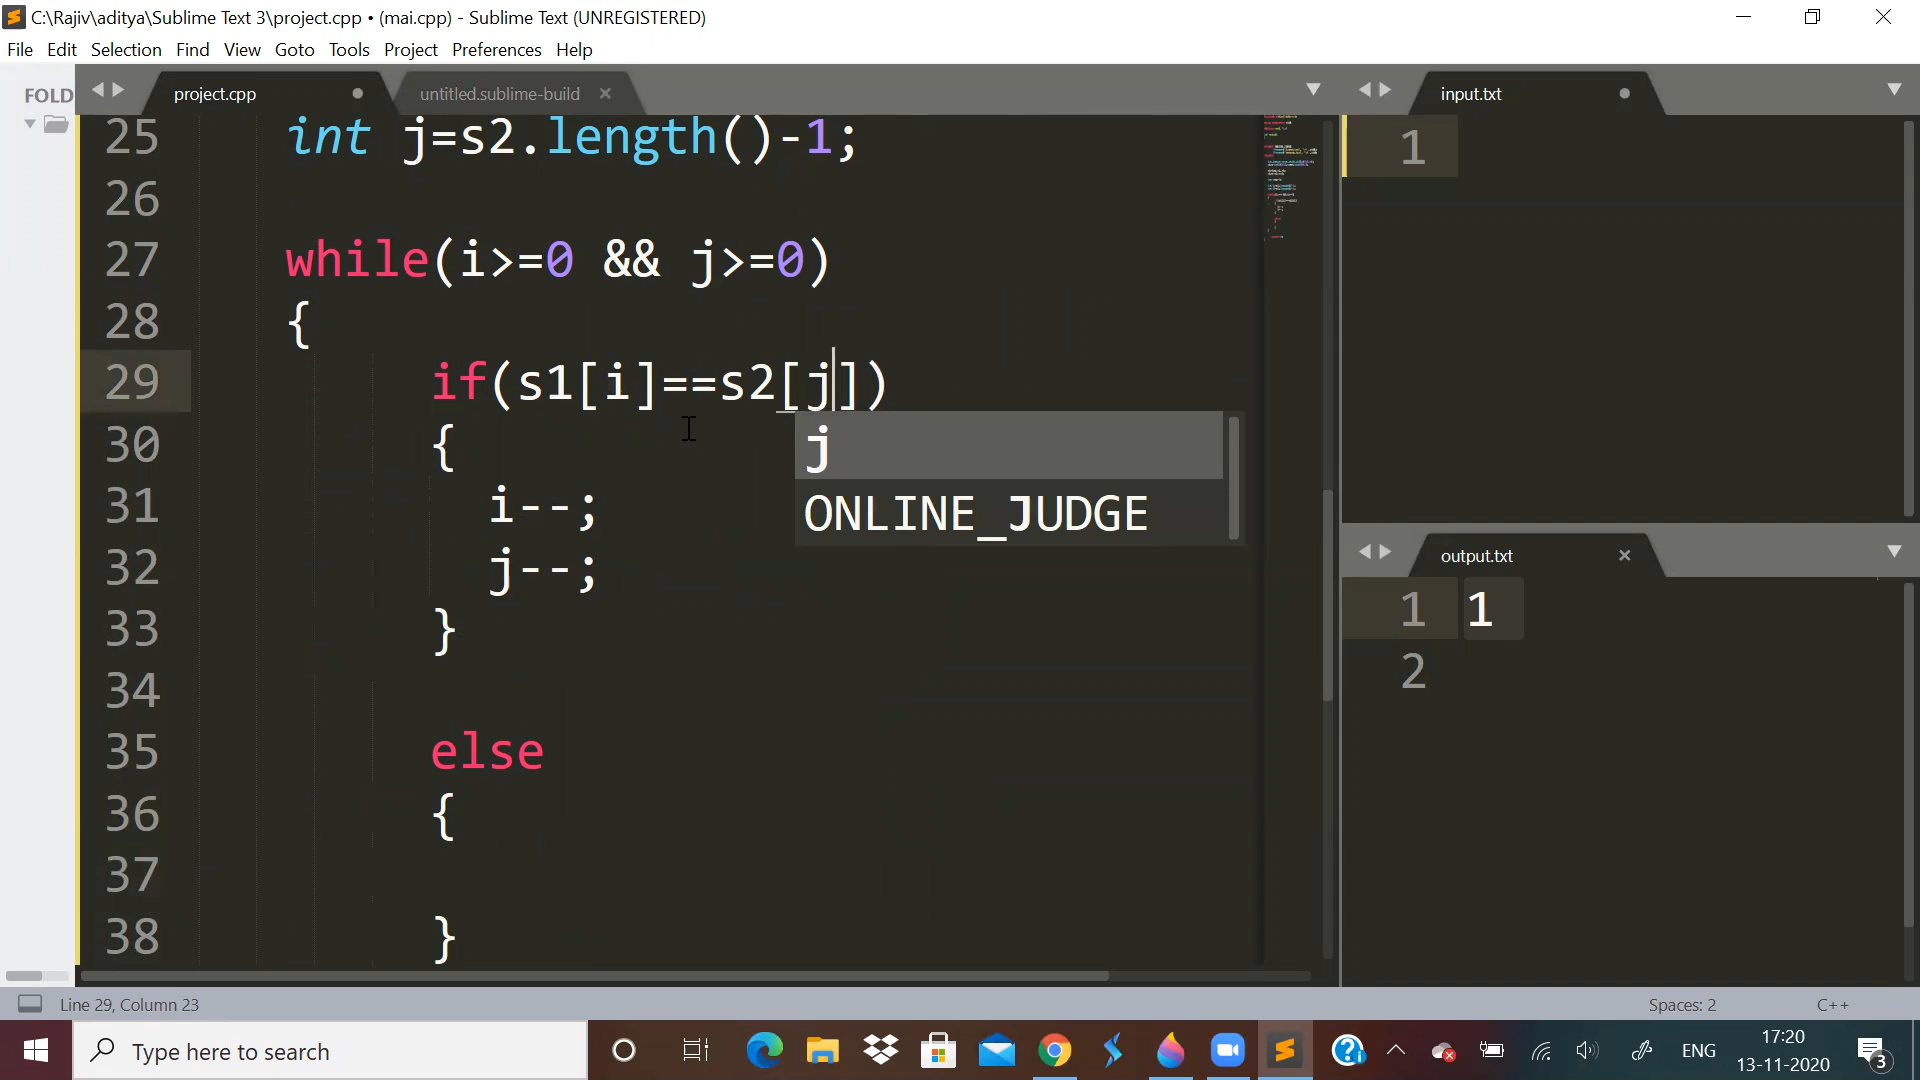 C:\Rajiv\aditya\Sublime Text 3\project.cpp • (mai.cpp) - Sublime Text (UNREGISTERED)
File Edit Selection Find View Goto Tools Project Preferences Help
FOLD
project.cpp
untitled.sublime-build
input.txt
25 int j=s2.length()-1;
26
27 while(i>=0 && j>=0)
28 {
29 if(s1[i]==s2[j])
30 {
31 i--;
32 j--;
33 }
34
35 else
36 {
37
38 }
j
ONLINE_JUDGE
1
output.txt
1 1
2
Line 29, Column 23
Spaces: 2
C++
Type here to search
ENG
17:20
13-11-2020
3